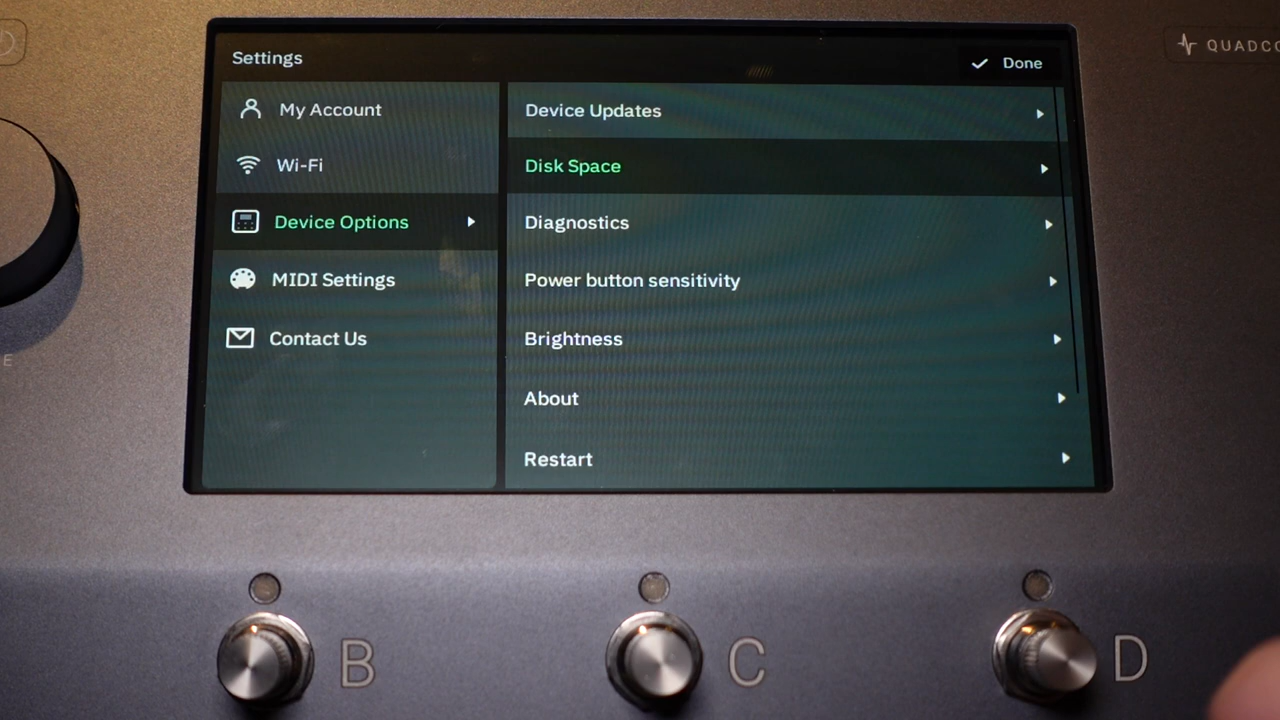 Settings
Done
QUADCO
My Account
Wi-Fi
Device Options
MIDI Settings
Contact Us
Device Updates
Disk Space
Diagnostics
Power button sensitivity
Brightness
About
Restart
E
B
C
D